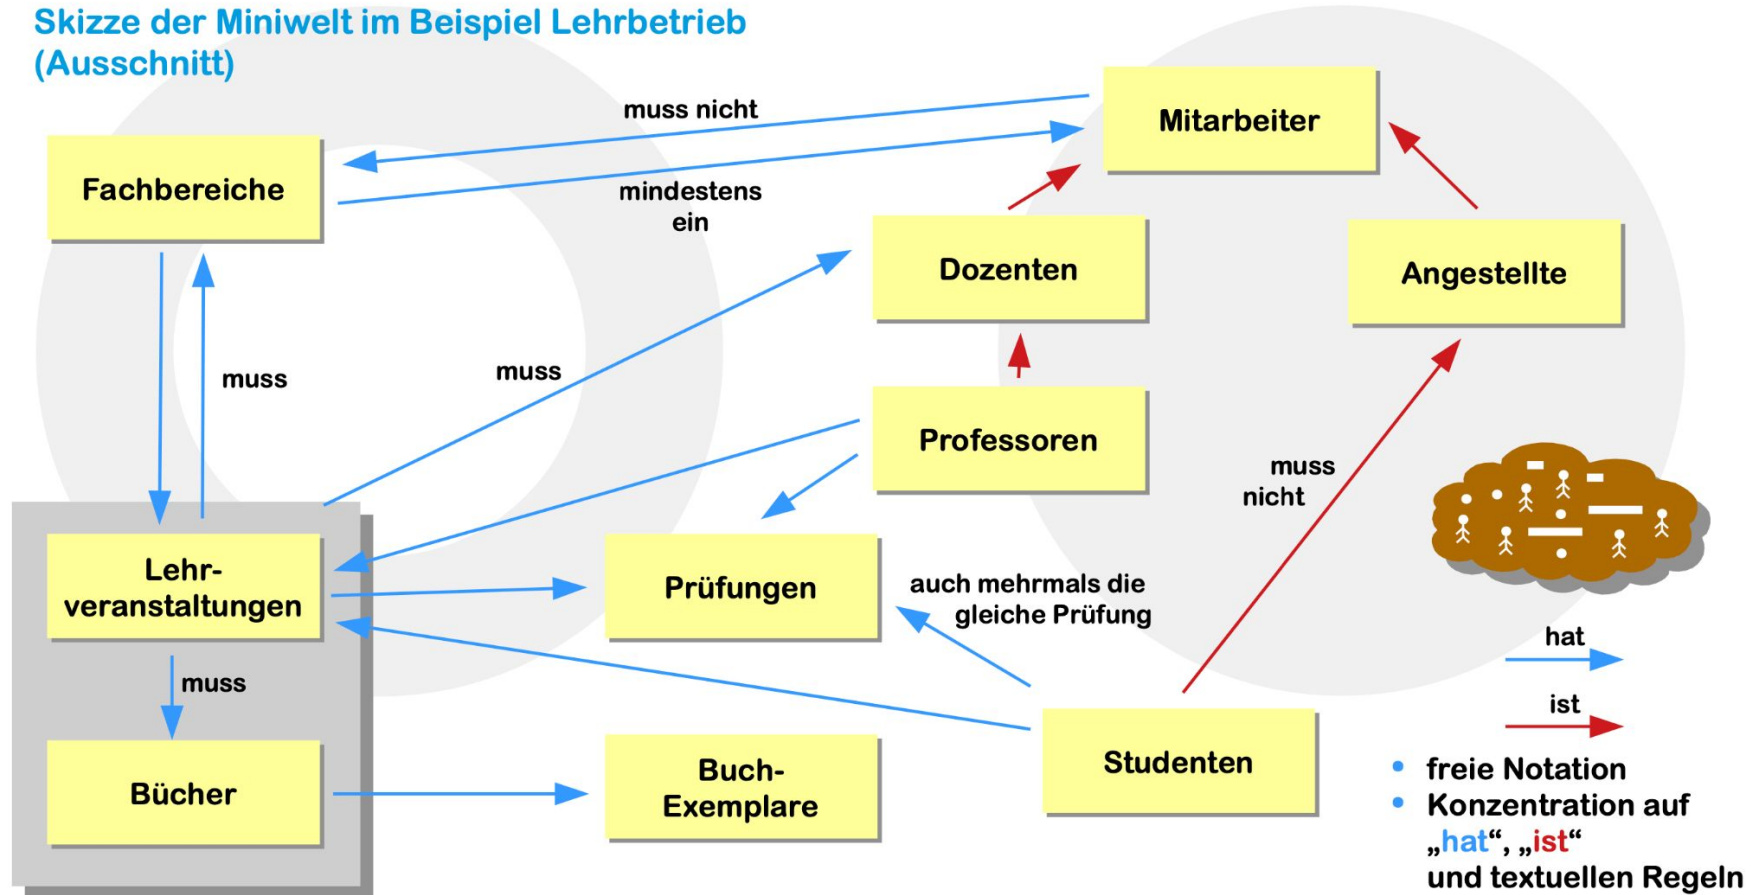 Skizze der Miniwelt im Beispiel Lehrbetrieb
(Ausschnitt)
muss nicht
Mitarbeiter
Fachbereiche
mindestens
ein
Dozenten
Angestellte
muss
muss
Professoren
muss
nicht
Lehr-
veranstaltungen
Prüfungen
auch mehrmals die
gleiche Prüfung
hat
muss
ist
Bücher
Buch-
Exemplare
Studenten
• freie Notation
• Konzentration auf
„hat“, „ist“
und textuellen Regeln